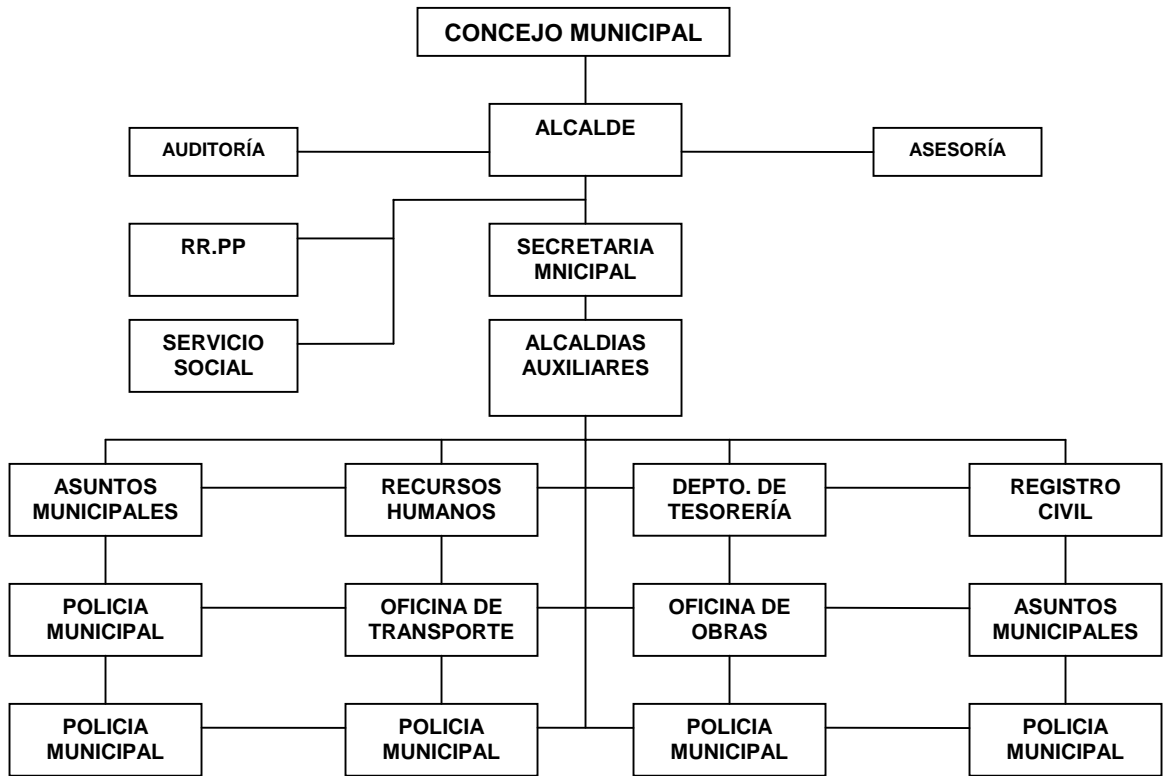 CONCEJO MUNICIPAL
ALCALDE
AUDITORÍA
ASESORÍA
RR.PP
SECRETARIA
MNICIPAL
SERVICIO
SOCIAL
ALCALDIAS
AUXILIARES
ASUNTOS
MUNICIPALES
RECURSOS
HUMANOS
DEPTO. DE
TESORERÍA
REGISTRO
CIVIL
POLICIA
MUNICIPAL
OFICINA DE
TRANSPORTE
OFICINA DE
OBRAS
ASUNTOS
MUNICIPALES
POLICIA
MUNICIPAL
POLICIA
MUNICIPAL
POLICIA
MUNICIPAL
POLICIA
MUNICIPAL